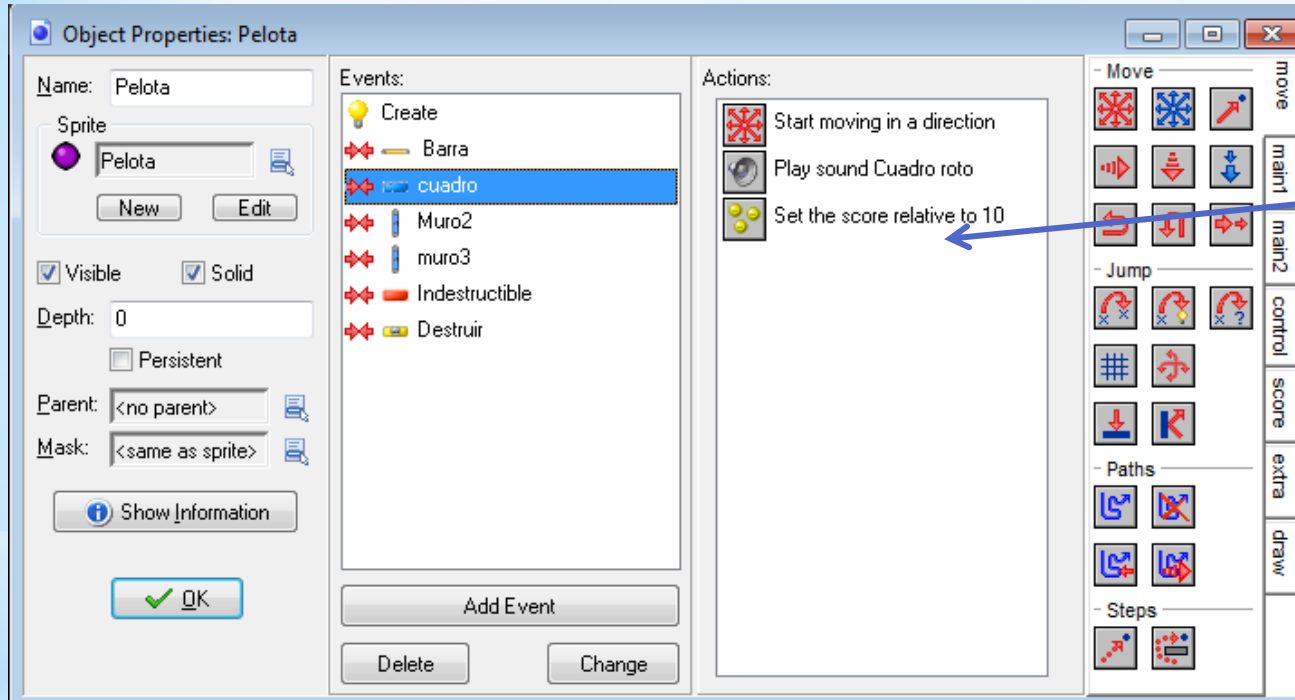 Object Properties: Pelota
Name: Pelota
Sprite
Pelota
New Edit
Visible Solid
Depth: 0
Persistent
Parent: <no parent>
Mask: <same as sprite>
Show Information
OK
Events:
Create
Barra
cuadro
Muro2
muro3
Indestructible
Destruir
Add Event
Delete Change
Actions:
Start moving in a direction
Play sound Cuadro roto
Set the score relative to 10
Move
Jump
Paths
Steps
move
main1
main2
control
score
extra
draw